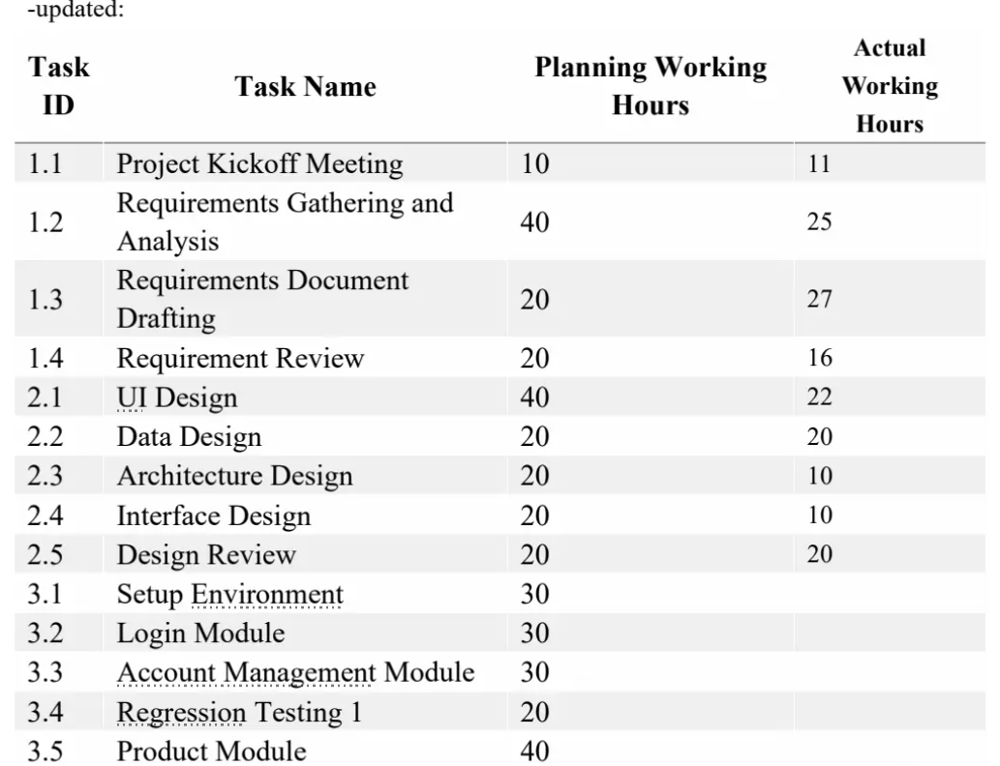 -updated:
Task ID Task Name Planning Working Hours Actual Working Hours
1.1 Project Kickoff Meeting 10 11
1.2 Requirements Gathering and Analysis 40 25
1.3 Requirements Document Drafting 20 27
1.4 Requirement Review 20 16
2.1 UI Design 40 22
2.2 Data Design 20 20
2.3 Architecture Design 20 10
2.4 Interface Design 20 10
2.5 Design Review 20 20
3.1 Setup Environment 30
3.2 Login Module 30
3.3 Account Management Module 30
3.4 Regression Testing 1 20
3.5 Product Module 40